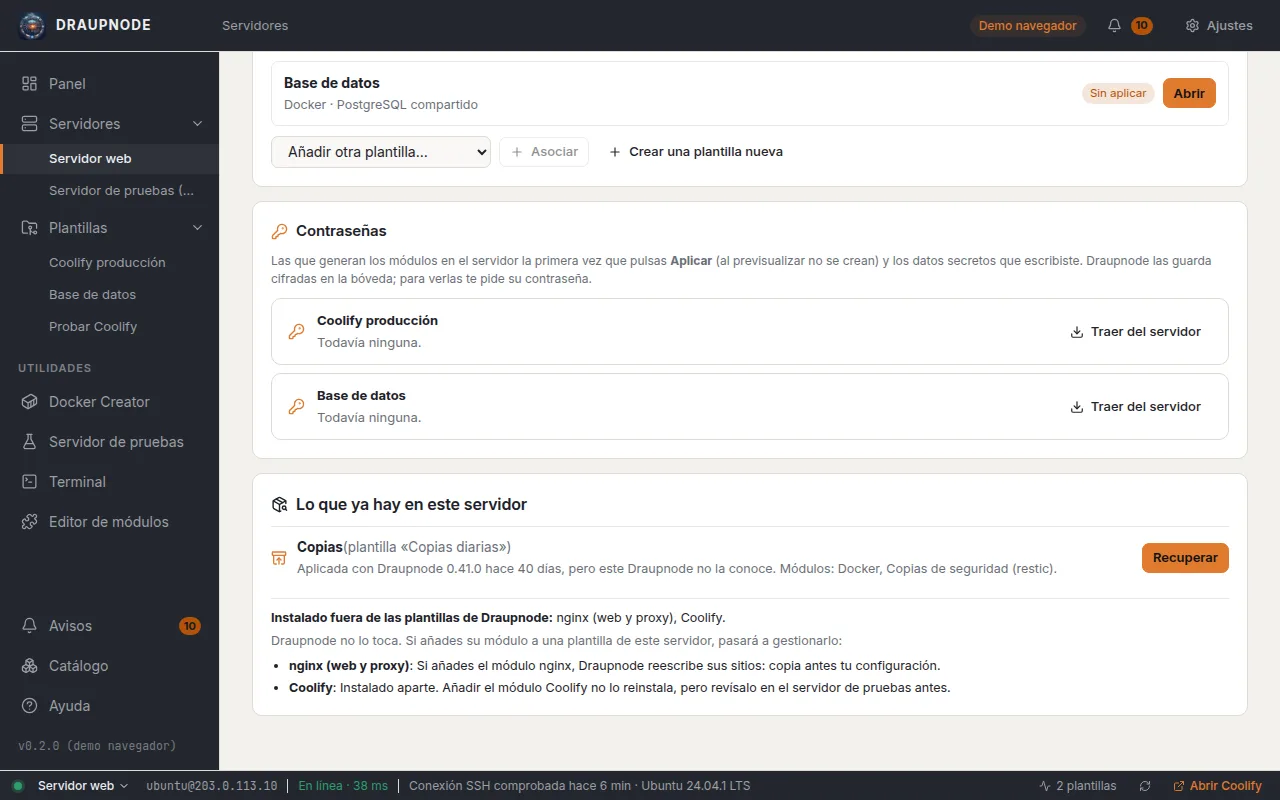 DRAUPNODE
Servidores
Demo navegador
10
Ajustes
Panel
Servidores
Servidor web
Servidor de pruebas (...
Plantillas
Coolify producción
Base de datos
Probar Coolify
UTILIDADES
Docker Creator
Servidor de pruebas
Terminal
Editor de módulos
Avisos
10
Catálogo
Ayuda
v0.2.0 (demo navegador)
Base de datos
Docker · PostgreSQL compartido
Sin aplicar
Abrir
Añadir otra plantilla...
Asociar
Crear una plantilla nueva
Contraseñas
Las que generan los módulos en el servidor la primera vez que pulsas Aplicar (al previsualizar no se crean) y los datos secretos que escribiste. Draupnode las guarda
cifradas en la bóveda; para verlas te pide su contraseña.
Coolify producción
Todavía ninguna.
Traer del servidor
Base de datos
Todavía ninguna.
Traer del servidor
Lo que ya hay en este servidor
Copias(plantilla «Copias diarias»)
Aplicada con Draupnode 0.41.0 hace 40 días, pero este Draupnode no la conoce. Módulos: Docker, Copias de seguridad (restic).
Recuperar
Instalado fuera de las plantillas de Draupnode: nginx (web y proxy), Coolify.
Draupnode no lo toca. Si añades su módulo a una plantilla de este servidor, pasará a gestionarlo:
• nginx (web y proxy): Si añades el módulo nginx, Draupnode reescribe sus sitios: copia antes tu configuración.
• Coolify: Instalado aparte. Añadir el módulo Coolify no lo reinstala, pero revísalo en el servidor de pruebas antes.
Servidor web
ubuntu@203.0.113.10
En línea · 38 ms
Conexión SSH comprobada hace 6 min · Ubuntu 24.04.1 LTS
2 plantillas
Abrir Coolify